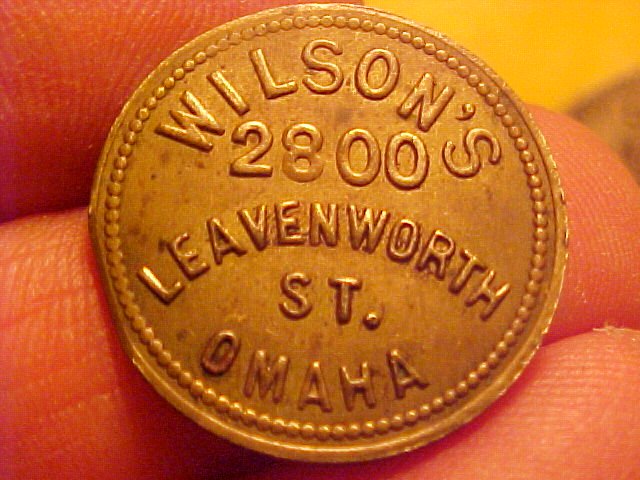 WILSON'S
2800
LEAVENWORTH
ST.
OMAHA